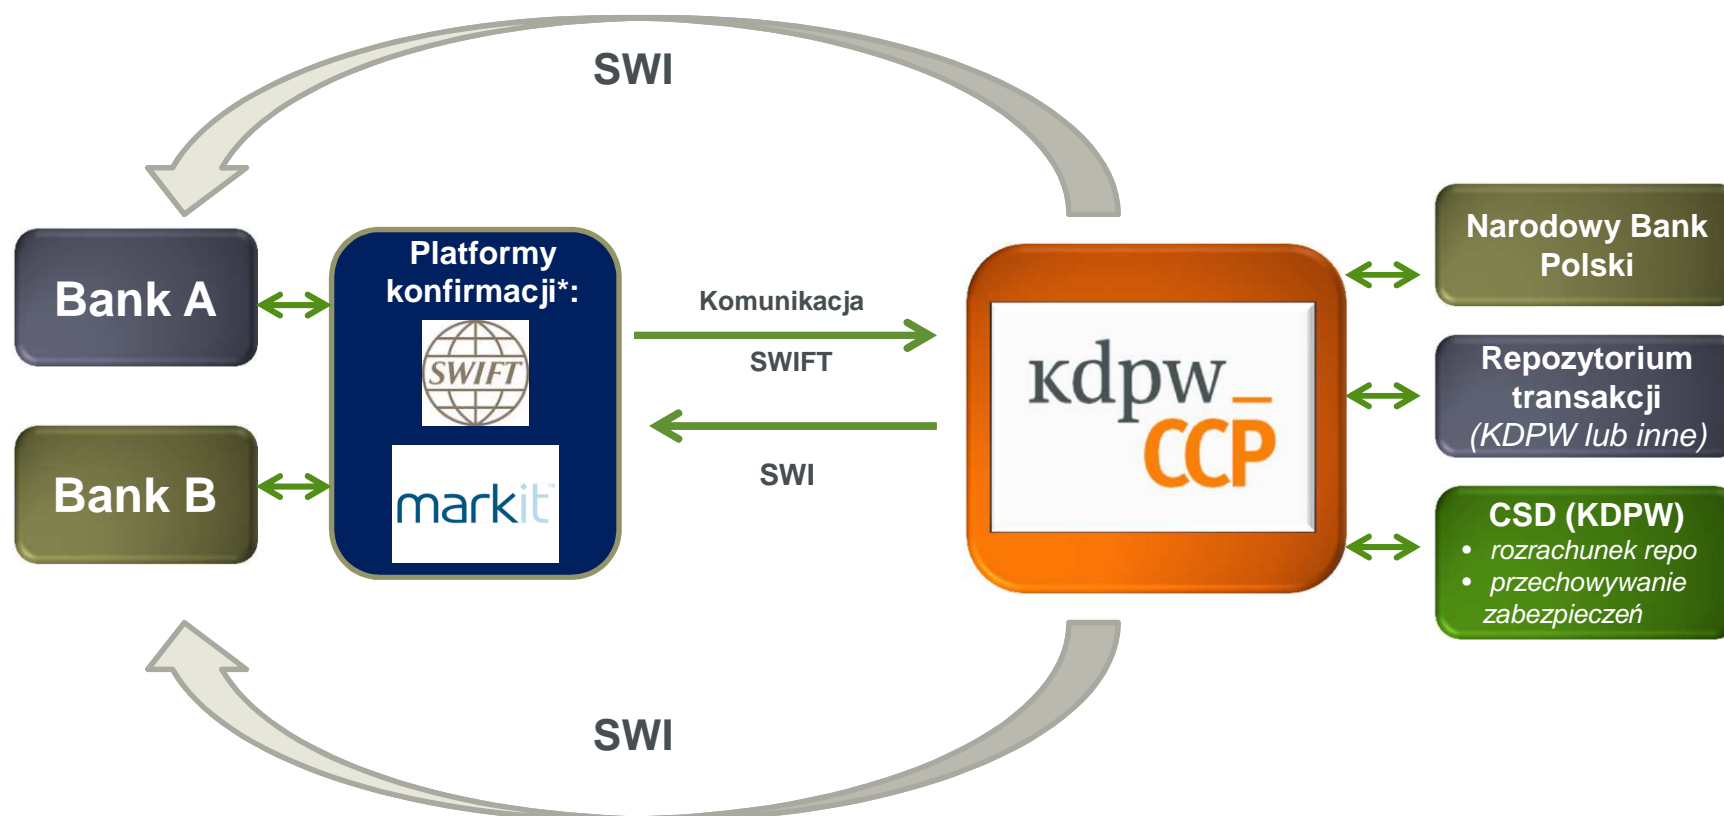 SWI
Bank A
Bank B
Platformy
konfirmacji*:
SWIFT
markit™
Komunikacja
SWIFT
SWI
kdpw_
CCP
Narodowy Bank
Polski
Repozytorium
transakcji
(KDPW lub inne)
CSD (KDPW)
• rozrachunek repo
• przechowywanie
zabezpieczeń
SWI